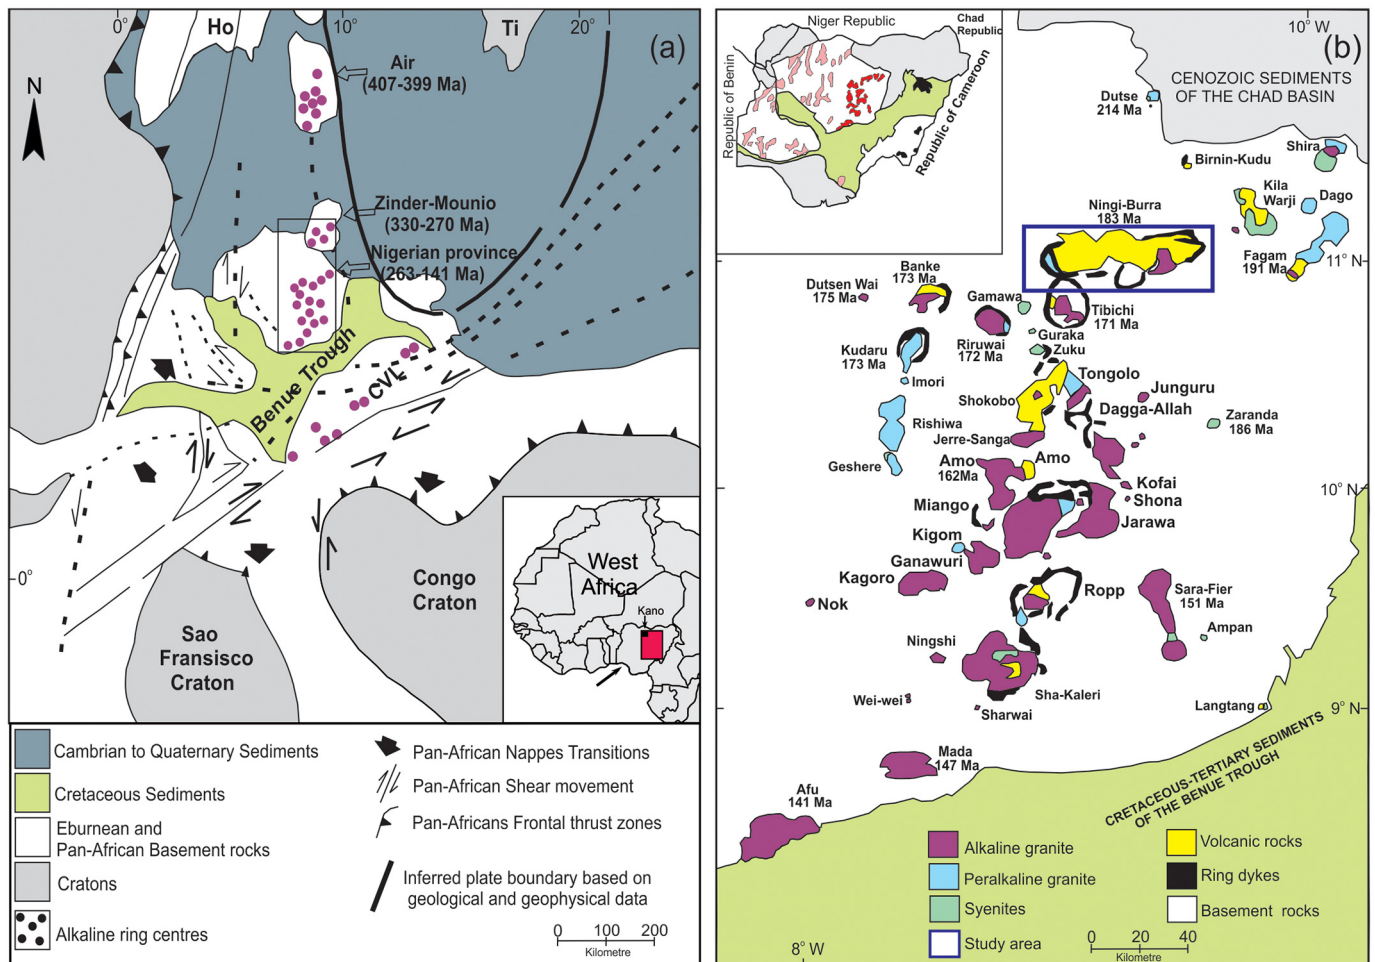 0°
Ho
10°
Ti
20°
(a)
N
Air
(407-399 Ma)
Zinder-Mounio
(330-270 Ma)
Nigerian province
(263-141 Ma)
Benue Trough
CVL
0°
Sao
Fransisco
Craton
Congo
Craton
West
Africa
Kano
Cambrian to Quaternary Sediments
Cretaceous Sediments
Eburnean and
Pan-African Basement rocks
Cratons
Alkaline ring centres
Pan-African Nappes Transitions
Pan-African Shear movement
Pan-Africans Frontal thrust zones
Inferred plate boundary based on
geological and geophysical data
0 100 200
Kilometre
Niger Republic
Chad
Republic
Republic of Benin
Republic of Cameroon
10° W
(b)
CENOZOIC SEDIMENTS
OF THE CHAD BASIN
Dutse
214 Ma
Shira
Birnin-Kudu
Kila
Warji
Dago
Ningi-Burra
183 Ma
Fagam
191 Ma
11° N
Banke
173 Ma
Dutsen Wai
175 Ma
Gamawa
Tibichi
171 Ma
Riruwai
172 Ma
Guraka
Zuku
Kudaru
173 Ma
Imori
Tongolo
Junguru
Shokobo
Dagga-Allah
Zaranda
186 Ma
Rishiwa
Jerre-Sanga
Geshere
Amo
162Ma
Amo
Kofai
10° N
Shona
Miango
Jarawa
Kigom
Ganawuri
Kagoro
Ropp
Sara-Fier
151 Ma
Nok
Ampan
Ningshi
Wei-wei
Sha-Kaleri
Sharwai
Langtang
9° N
Mada
147 Ma
Afu
141 Ma
CRETACEOUS-TERTIARY SEDIMENTS
OF THE BENUE TROUGH
Alkaline granite
Peralkaline granite
Syenites
Study area
Volcanic rocks
Ring dykes
Basement rocks
8° W
0 20 40
Kilometre